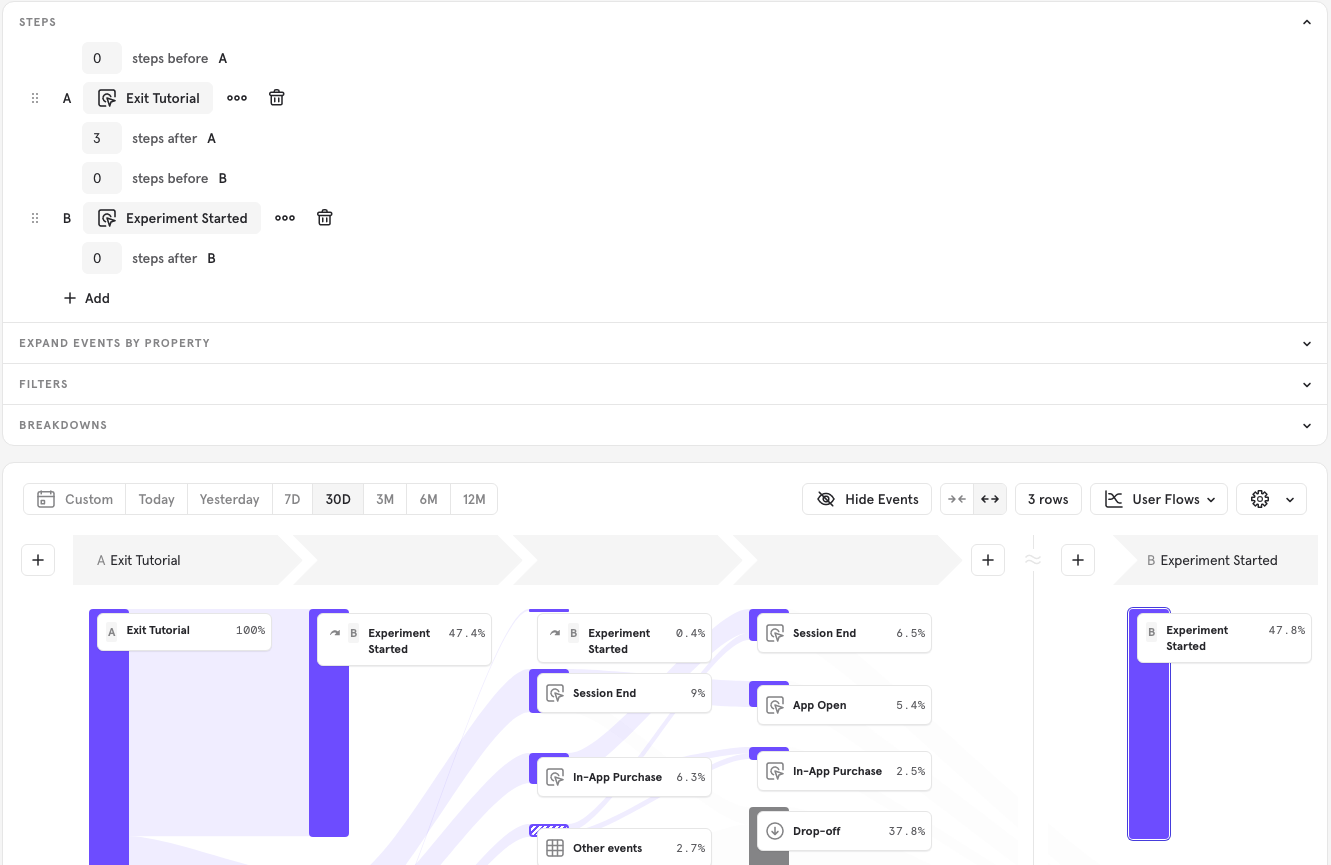 STEPS
0 steps before A
A Exit Tutorial
3 steps after A
0 steps before B
B Experiment Started
0 steps after B
Add
EXPAND EVENTS BY PROPERTY
FILTERS
BREAKDOWNS
Custom Today Yesterday 7D 30D 3M 6M 12M
Hide Events 3 rows User Flows
A Exit Tutorial
B Experiment Started
A Exit Tutorial 100%
B Experiment 47.4%
Started
B Experiment 0.4%
Started
Session End 9%
In-App Purchase 6.3%
Other events 2.7%
Session End 6.5%
App Open 5.4%
In-App Purchase 2.5%
Drop-off 37.8%
B Experiment 47.8%
Started